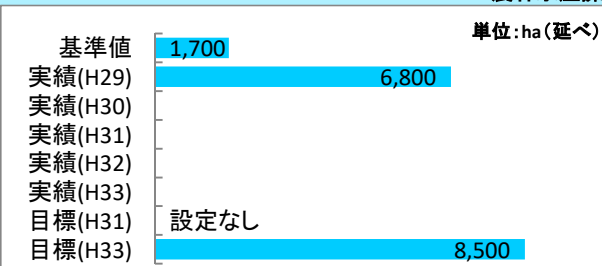 単位:ha(延べ)
基準値 1,700
実績(H29) 6,800
実績(H30)
実績(H31)
実績(H32)
実績(H33)
目標(H31) 設定なし
目標(H33) 8,500